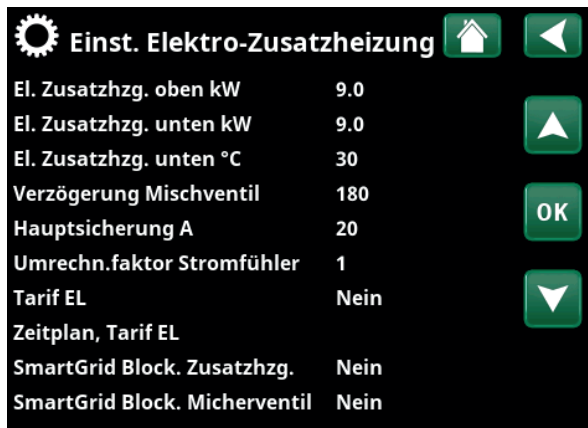 Einst. Elektro-Zusatzheizung
El. Zusatzhzg. oben kW 9.0
El. Zusatzhzg. unten kW 9.0
El. Zusatzhzg. unten °C 30
Verzögerung Mischventil 180
Hauptsicherung A 20
OK
Umrechn.faktor Stromfühler 1
Tarif EL Nein
Zeitplan, Tarif EL
SmartGrid Block. Zusatzhzg. Nein
SmartGrid Block. Micherventil Nein